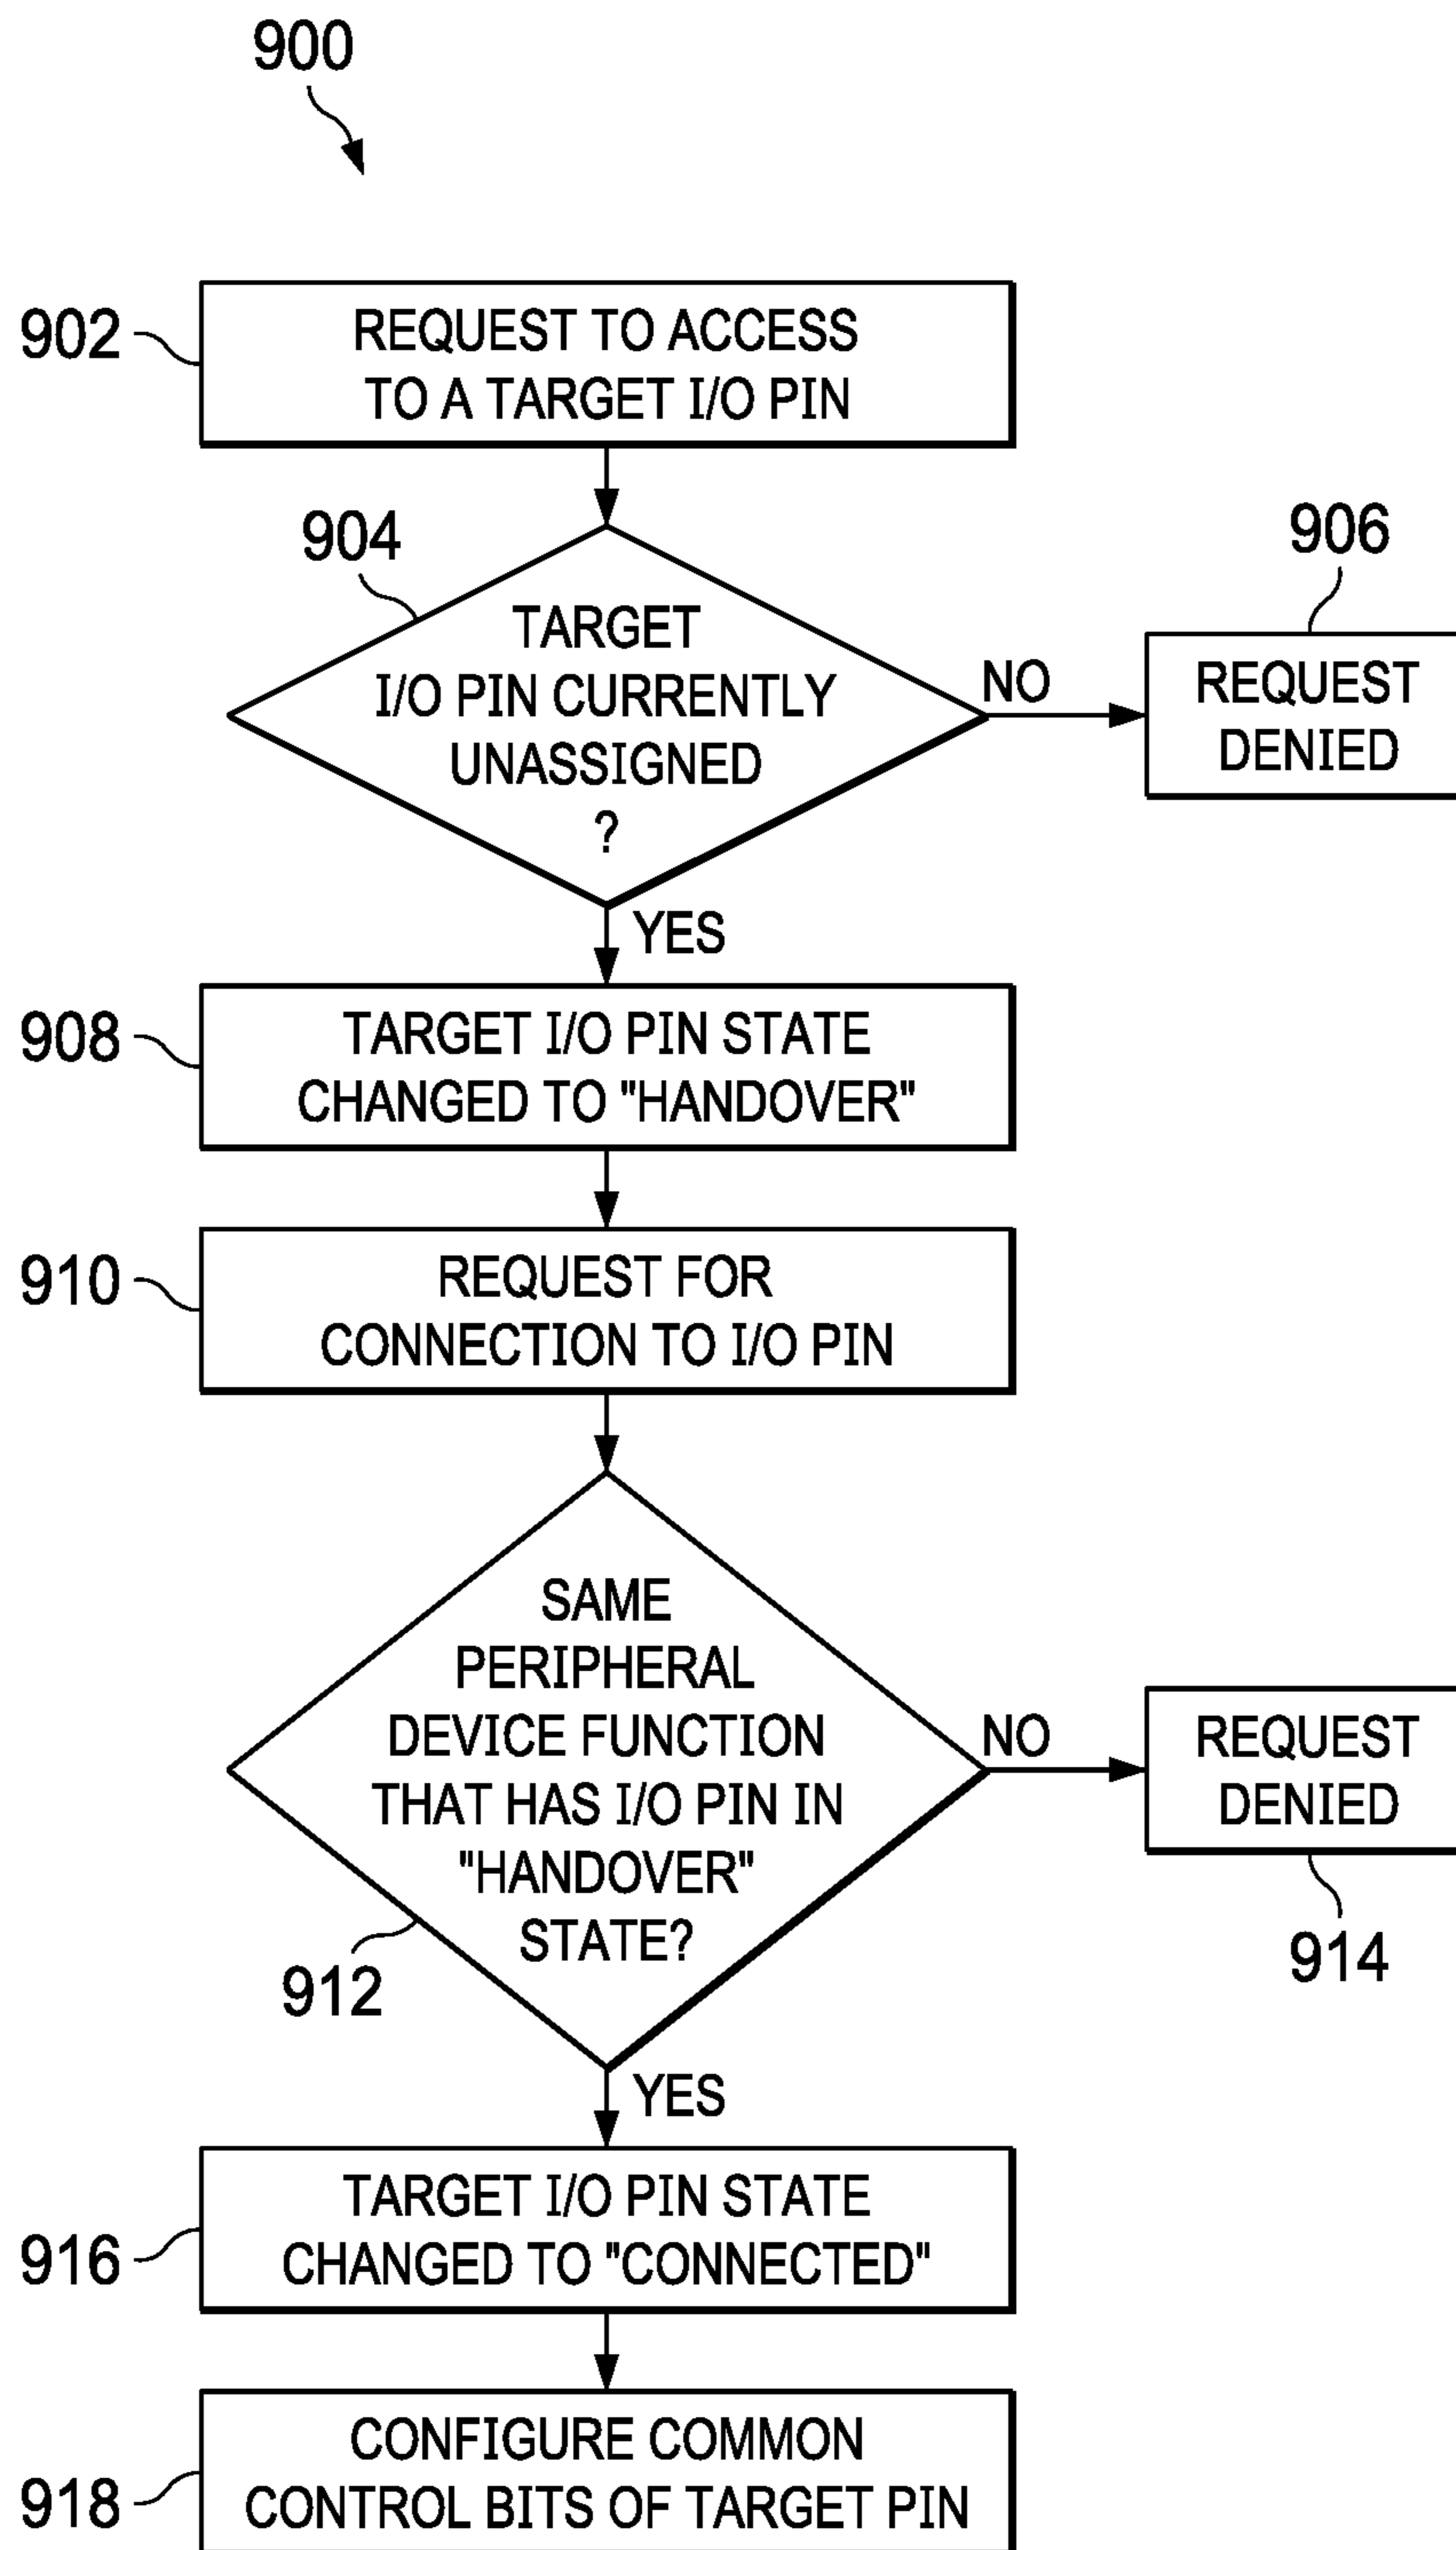 900
902
REQUEST TO ACCESS
TO A TARGET I/O PIN
904
TARGET
I/O PIN CURRENTLY
UNASSIGNED
?
NO
906
REQUEST
DENIED
YES
908
TARGET I/O PIN STATE
CHANGED TO "HANDOVER"
910
REQUEST FOR
CONNECTION TO I/O PIN
912
SAME
PERIPHERAL
DEVICE FUNCTION
THAT HAS I/O PIN IN
"HANDOVER"
STATE?
NO
REQUEST
DENIED
914
YES
916
TARGET I/O PIN STATE
CHANGED TO "CONNECTED"
918
CONFIGURE COMMON
CONTROL BITS OF TARGET PIN